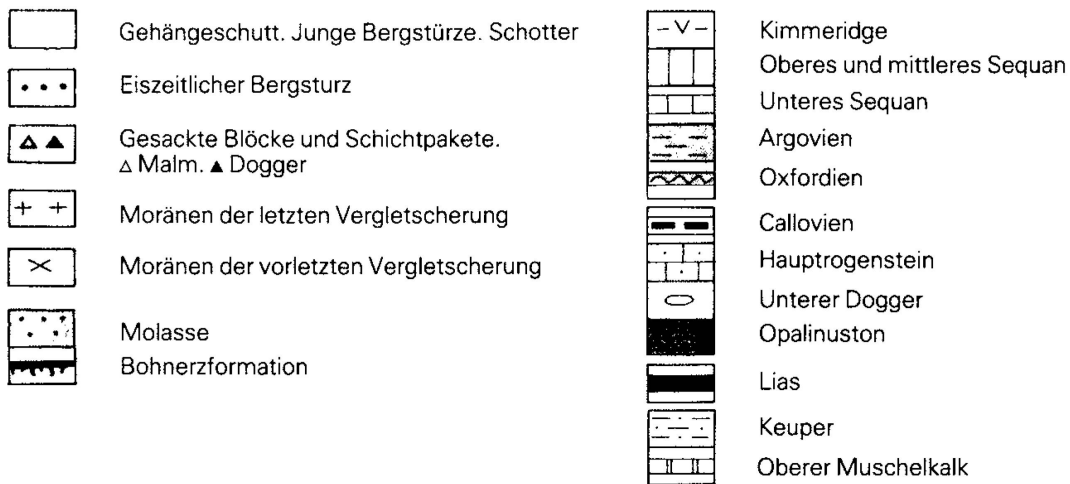 Gehängeschutt. Junge Bergstürze. Schotter
Eiszeitlicher Bergsturz
Gesackte Blöcke und Schichtpakete.
△ Malm. ▲ Dogger
Moränen der letzten Vergletscherung
Moränen der vorletzten Vergletscherung
Molasse
Bohnerzformation
Kimmeridge
Oberes und mittleres Sequan
Unteres Sequan
Argovien
Oxfordien
Callovien
Hauptrogenstein
Unterer Dogger
Opalinuston
Lias
Keuper
Oberer Muschelkalk